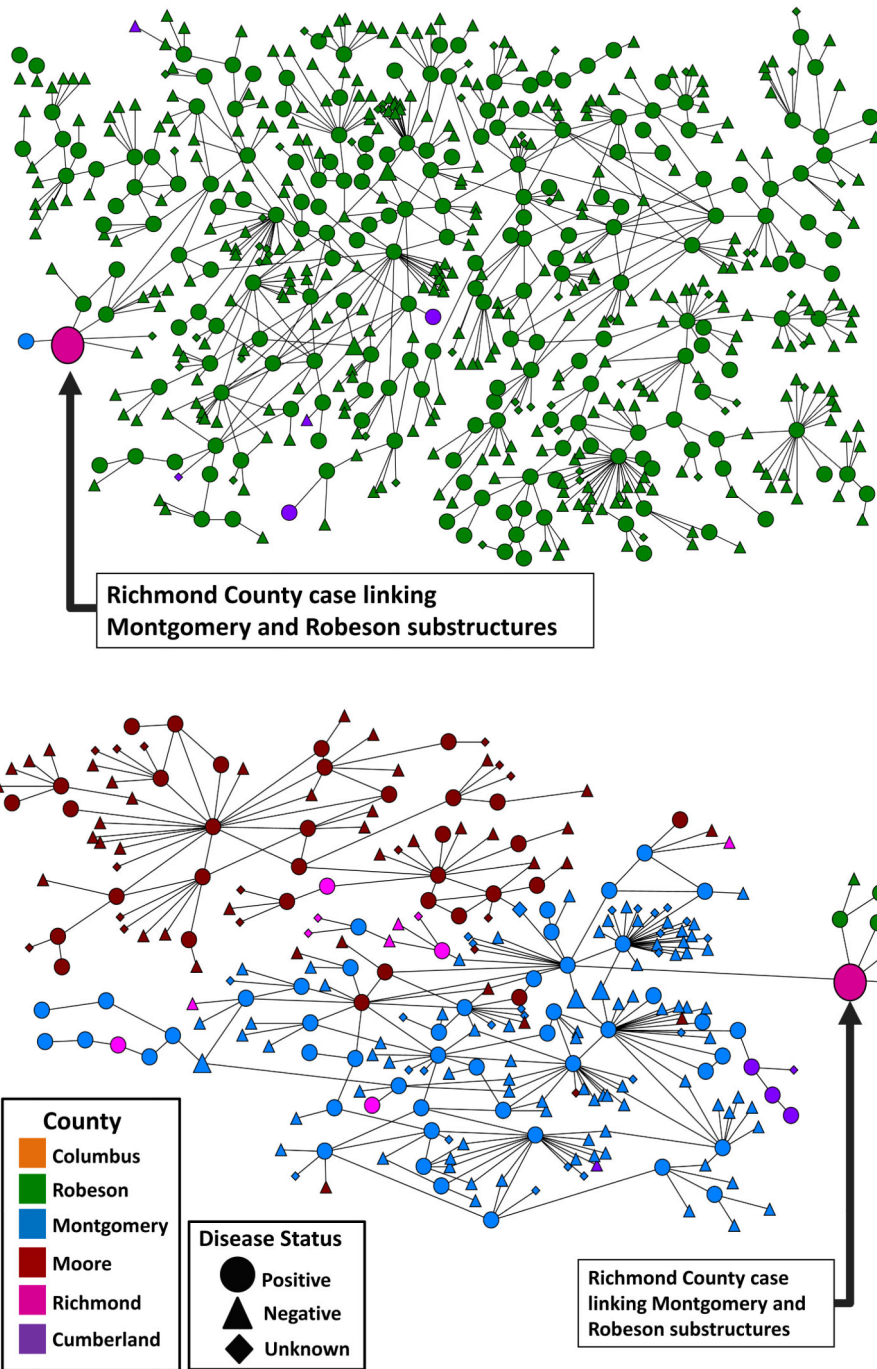 Richmond County case linking
Montgomery and Robeson substructures
County
Columbus
Robeson
Montgomery
Moore
Richmond
Cumberland
Disease Status
Positive
Negative
Unknown
Richmond County case
linking Montgomery and
Robeson substructures